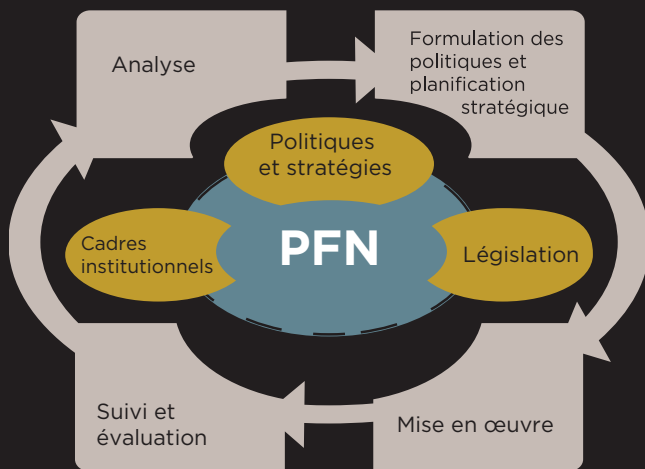 Analyse
Formulation des
politiques et
planification
stratégique
Politiques
et stratégies
PFN
Cadres
institutionnels
Législation
Suivi et
évaluation
Mise en œuvre